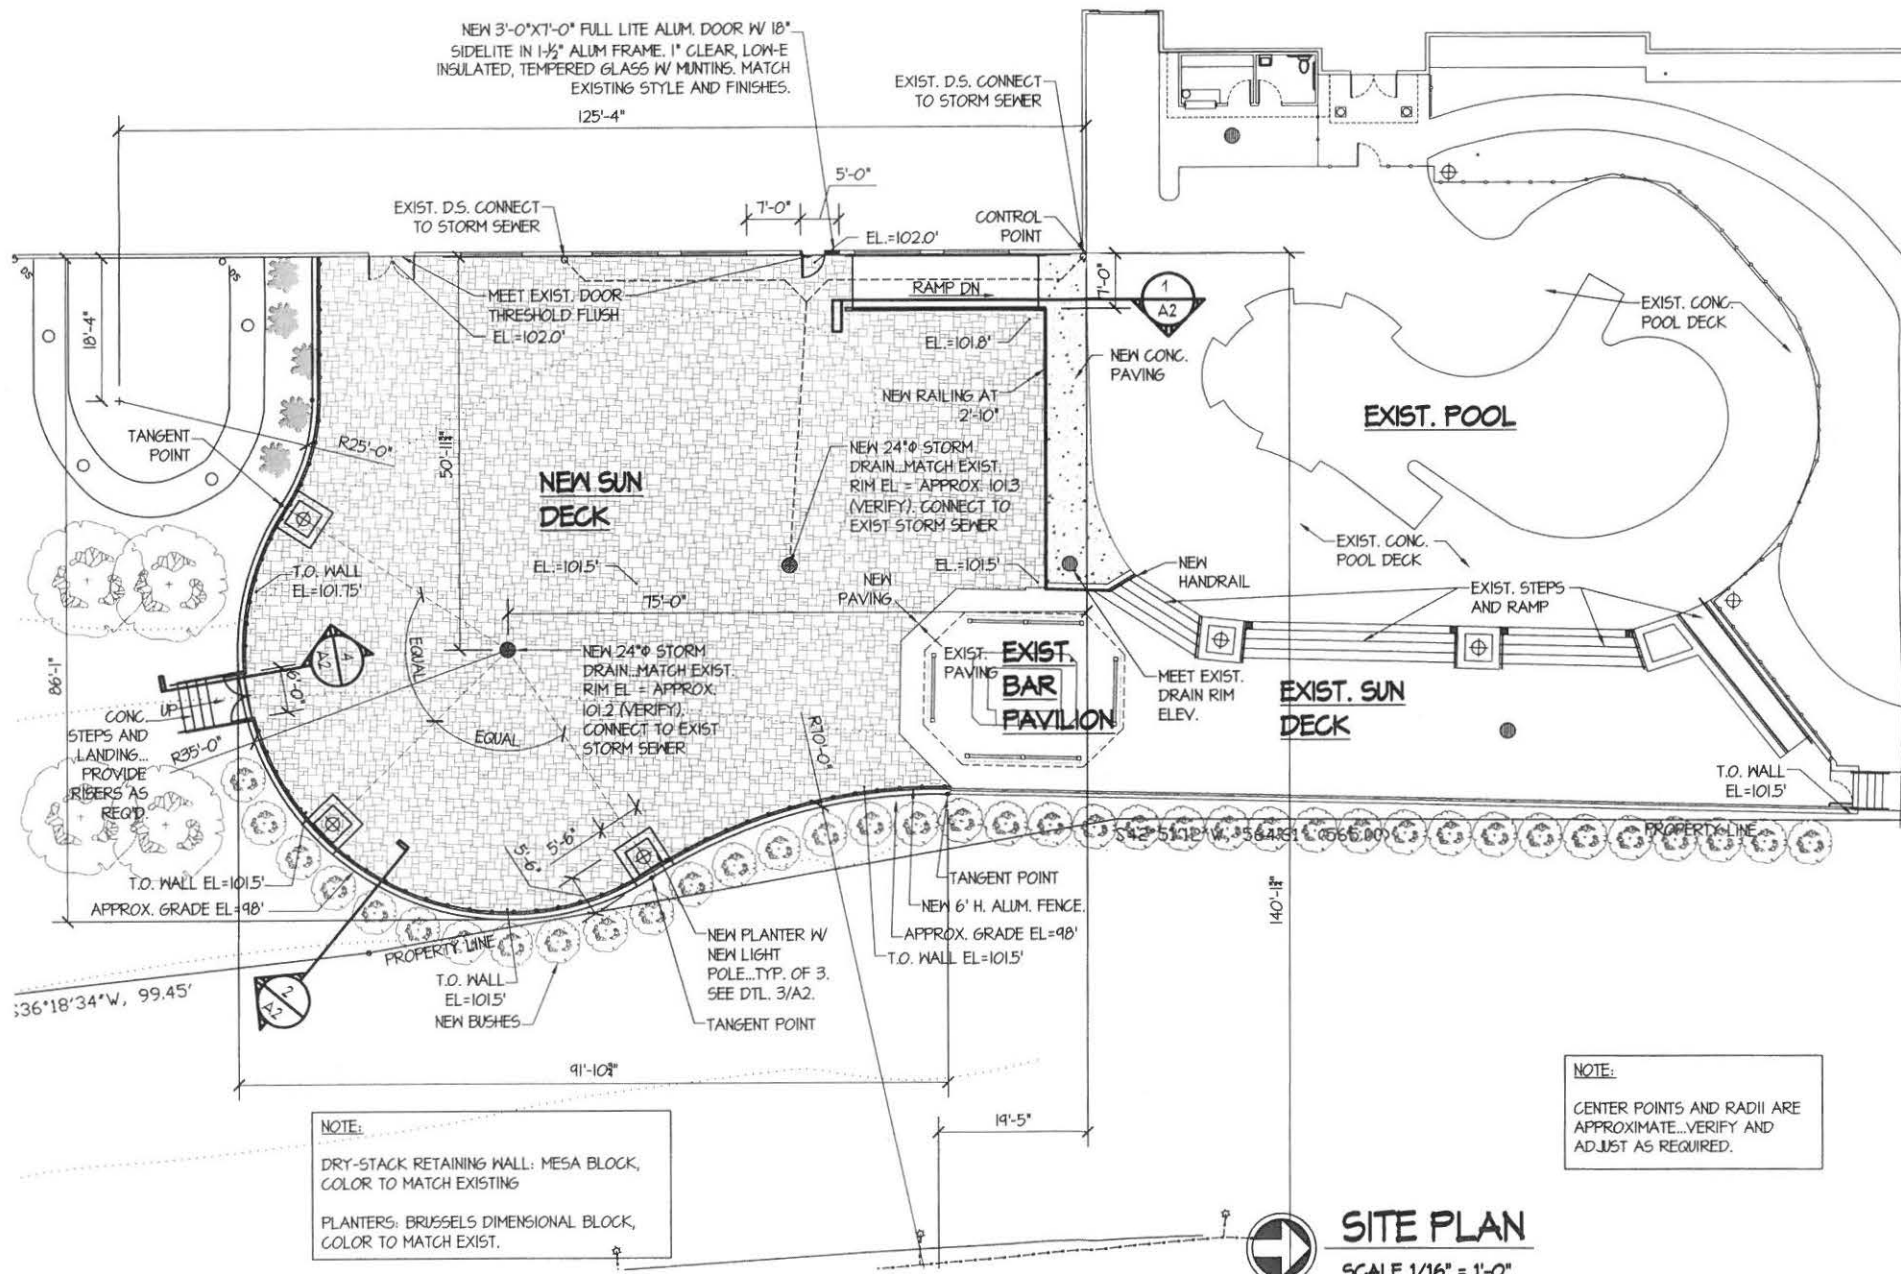 NEW 3'-0"X7'-0" FULL LITE ALUM. DOOR W/ 18"
SIDELITE IN 1-½" ALUM FRAME. 1" CLEAR, LOW-E
INSULATED, TEMPERED GLASS W/ MUNTINS. MATCH
EXISTING STYLE AND FINISHES.
EXIST. D.S. CONNECT
TO STORM SEWER
125'-4"
5'-0"
7'-0"
EXIST. D.S. CONNECT
TO STORM SEWER
CONTROL
POINT
EL.=102.0'
DS
DS
MEET EXIST. DOOR
THRESHOLD FLUSH
EL.=102.0'
RAMP DN
7'-0"
1
A2
18'-4"
EL.=101.8'
NEW CONC.
PAVING
EXIST. CONC.
POOL DECK
NEW RAILING AT
2'-10"
EXIST. POOL
TANGENT
POINT
R25'-0"
50'-11¾"
NEW SUN
DECK
NEW 24"Φ STORM
DRAIN...MATCH EXIST.
RIM EL = APPROX. 101.3
(VERIFY). CONNECT TO
EXIST STORM SEWER
EXIST. CONC.
POOL DECK
T.O. WALL
EL=101.75'
EL.=101.5'
EL.=101.5'
NEW
PAVING
NEW
HANDRAIL
EXIST. STEPS
AND RAMP
75'-0"
EQUAL
4
A2
86'-1"
6'-0"
NEW 24"Φ STORM
DRAIN...MATCH EXIST.
RIM EL = APPROX.
101.2 (VERIFY).
CONNECT TO EXIST
STORM SEWER
EXIST.
PAVING
EXIST.
BAR
PAVILION
MEET EXIST.
DRAIN RIM
ELEV.
EXIST. SUN
DECK
UP
CONC.
STEPS AND
LANDING...
PROVIDE
RISERS AS
REQ'D.
R35'-0"
EQUAL
R70'-0"
T.O. WALL
EL=101.5'
5'-6"
5'-6"
PROPERTY LINE
T.O. WALL EL=101.5'
APPROX. GRADE EL=98'
TANGENT POINT
NEW 6' H. ALUM. FENCE.
APPROX. GRADE EL=98'
T.O. WALL EL=101.5'
140'-1¾"
PROPERTY LINE
NEW PLANTER W/
NEW LIGHT
POLE...TYP. OF 3.
SEE DTL. 3/A2.
T.O. WALL
EL=101.5'
NEW BUSHES
TANGENT POINT
S36°18'34"W, 99.45'
2
A2
91'-10¾"
19'-5"
NOTE:
DRY-STACK RETAINING WALL: MESA BLOCK,
COLOR TO MATCH EXISTING
PLANTERS: BRUSSELS DIMENSIONAL BLOCK,
COLOR TO MATCH EXIST.
NOTE:
CENTER POINTS AND RADII ARE
APPROXIMATE...VERIFY AND
ADJUST AS REQUIRED.
SITE PLAN
SCALE 1/16" = 1'-0"